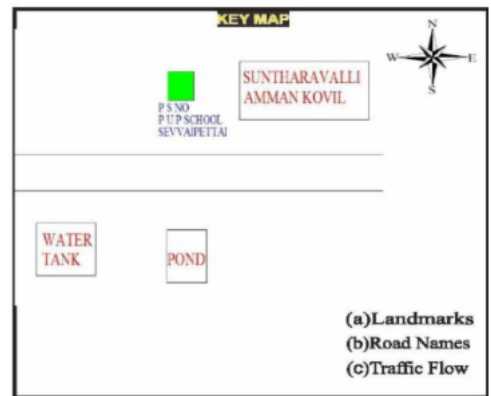 KEY MAP
N
W
E
S
SUNTHARAVALLI
AMMAN KOVIL
P S NO
P U P SCHOOL
SEVVAIPETTAI
WATER
TANK
POND
(a)Landmarks
(b)Road Names
(c)Traffic Flow